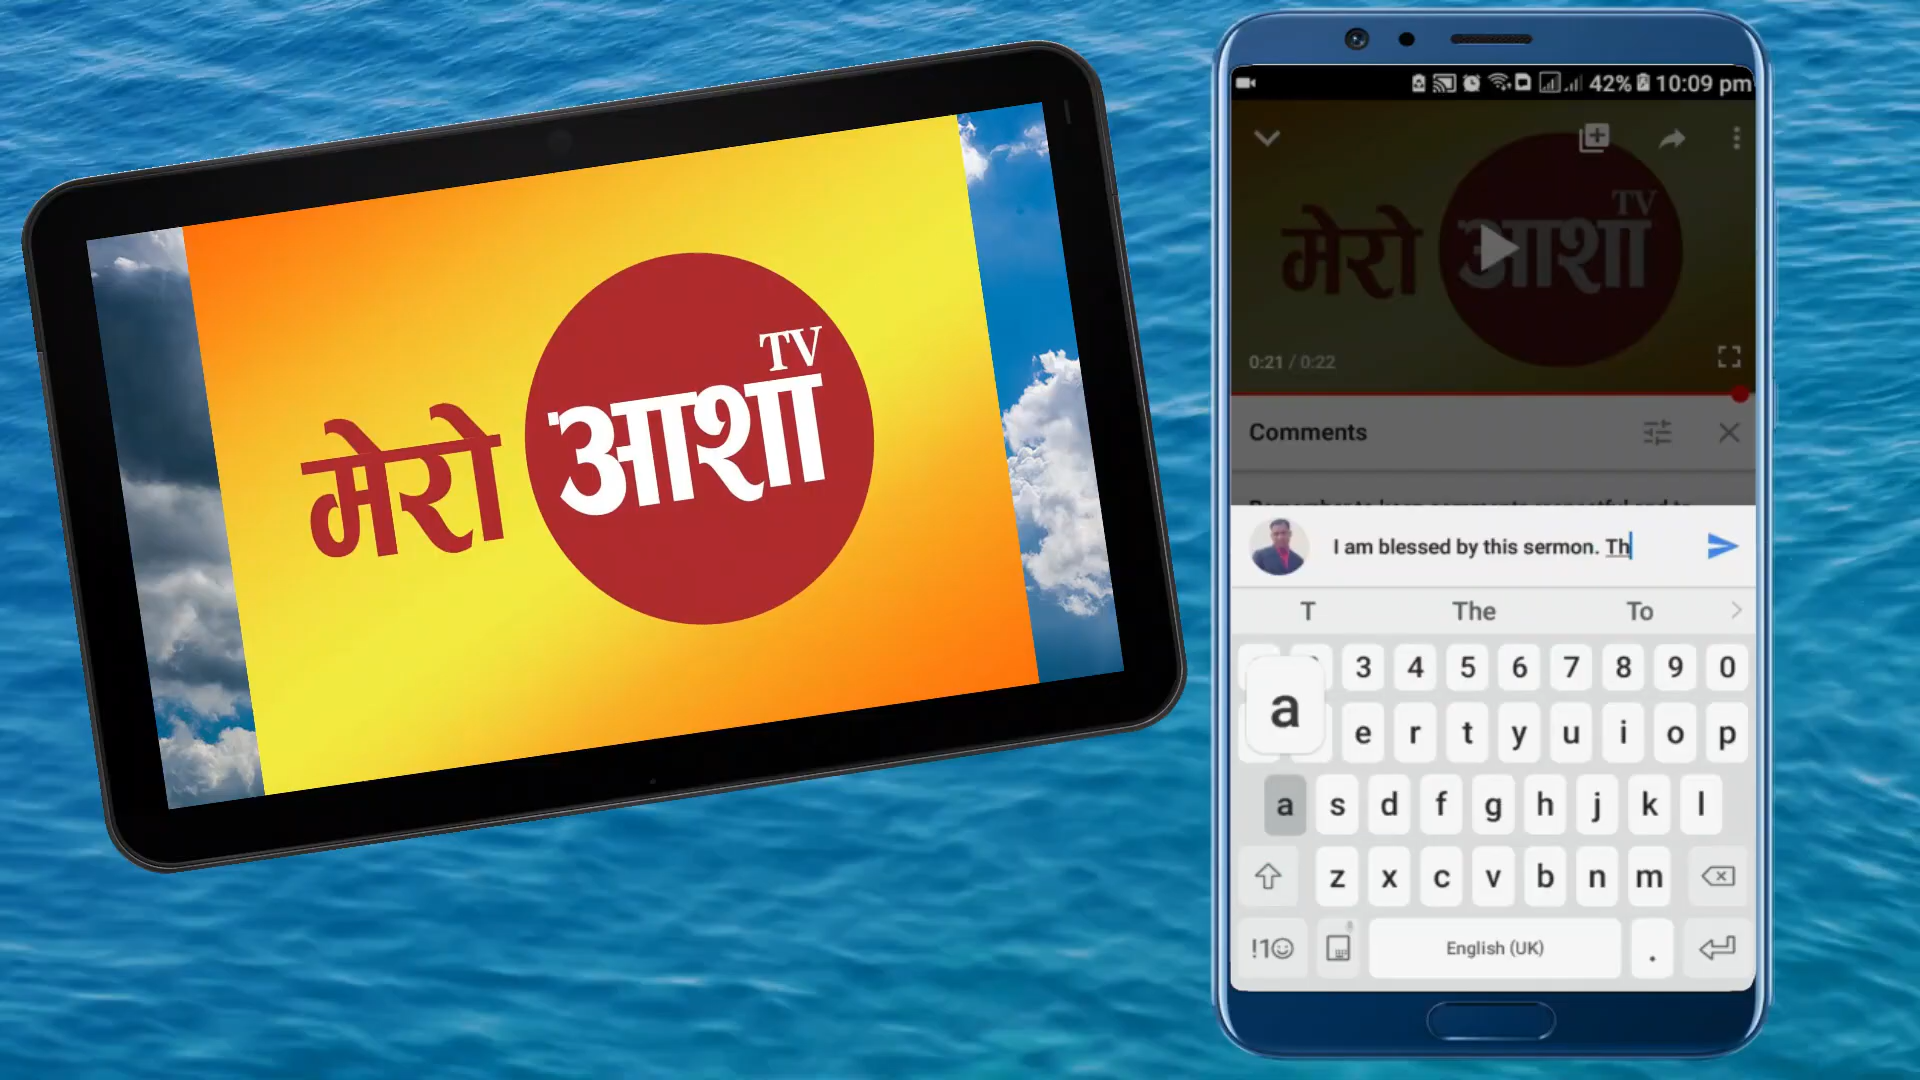 TV
मेरो आशा
42% 10:09 pm
TV
मेरो आशा
0:21 / 0:22
Comments
I am blessed by this sermon. Th
T The To
3 4 5 6 7 8 9 0
a
e r t y u i o p
a s d f g h j k l
z x c v b n m
!1☺ English (UK) .